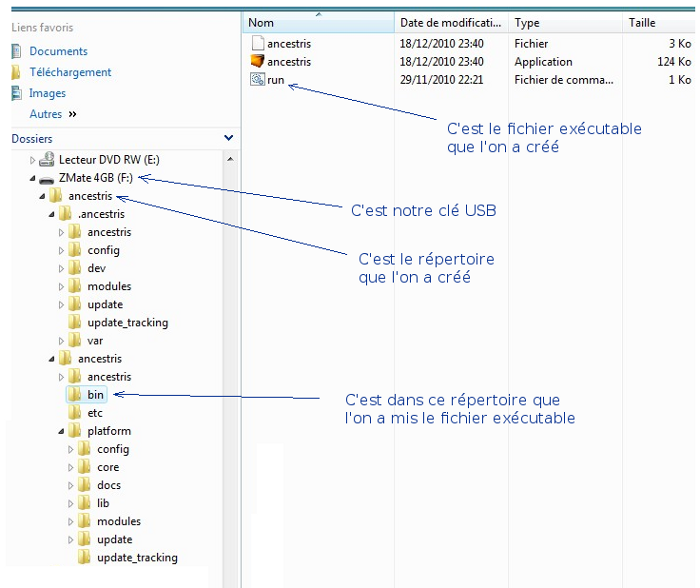 Liens favoris
Documents
Téléchargement
Images
Autres »
Dossiers
Lecteur DVD RW (E:)
ZMate 4GB (F:)
ancestris
.ancestris
ancestris
config
dev
modules
update
update_tracking
var
ancestris
ancestris
bin
etc
platform
config
core
docs
lib
modules
update
update_tracking
Nom Date de modificati... Type Taille
ancestris 18/12/2010 23:40 Fichier 3 Ko
ancestris 18/12/2010 23:40 Application 124 Ko
run 29/11/2010 22:21 Fichier de comma... 1 Ko
C'est le fichier exécutable
que l'on a créé
C'est notre clé USB
C'est le répertoire
que l'on a créé
C'est dans ce répertoire que
l'on a mis le fichier exécutable